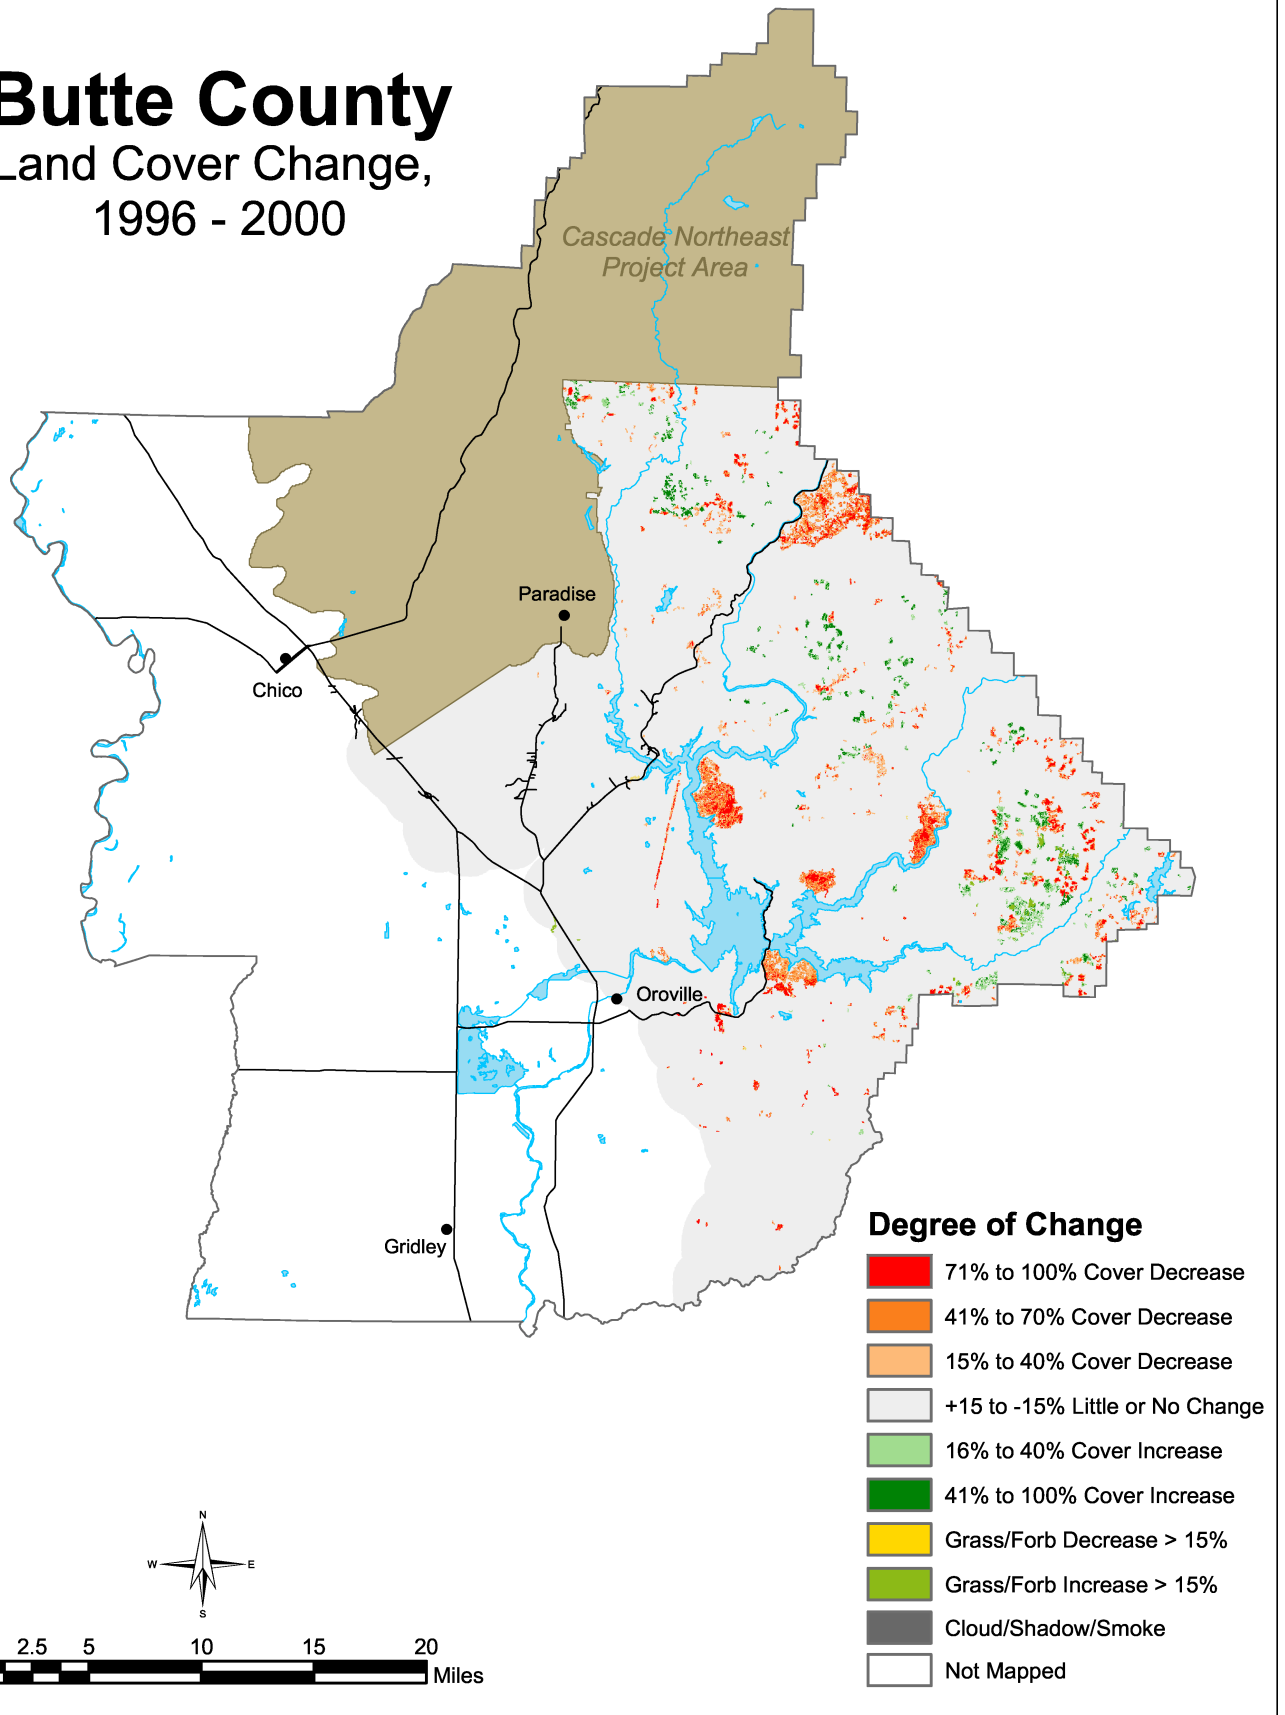 Butte County
Land Cover Change,
1996 - 2000
Cascade Northeast
Project Area
Paradise
Chico
Oroville
Gridley
Degree of Change
71% to 100% Cover Decrease
41% to 70% Cover Decrease
15% to 40% Cover Decrease
+15 to -15% Little or No Change
16% to 40% Cover Increase
41% to 100% Cover Increase
Grass/Forb Decrease > 15%
Grass/Forb Increase > 15%
Cloud/Shadow/Smoke
Not Mapped
N
W E
S
2.5 5 10 15 20
Miles